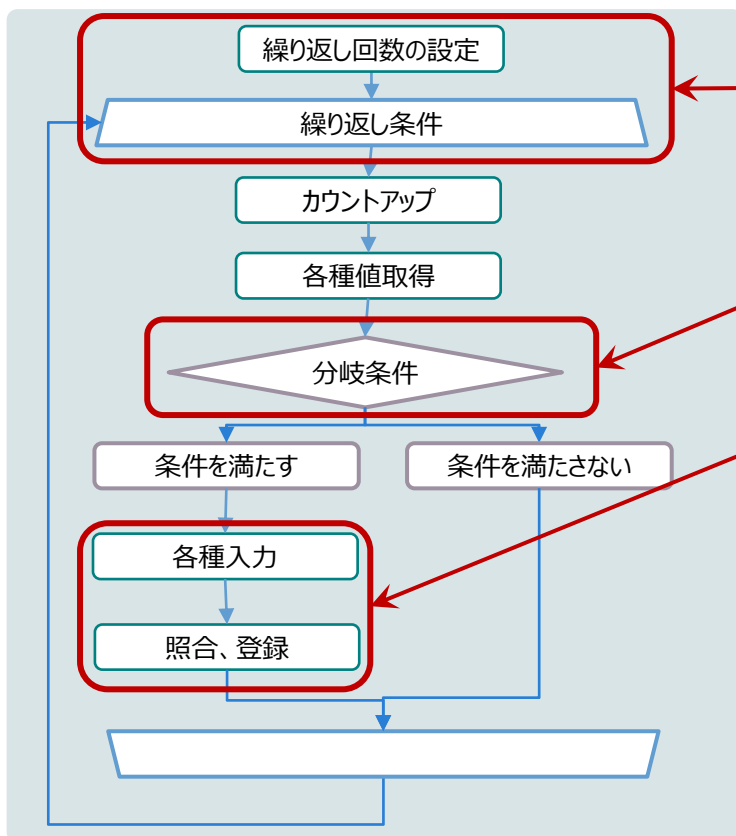 繰り返し回数の設定
繰り返し条件
カウントアップ
各種値取得
分岐条件
条件を満たす
条件を満たさない
各種入力
照合、登録